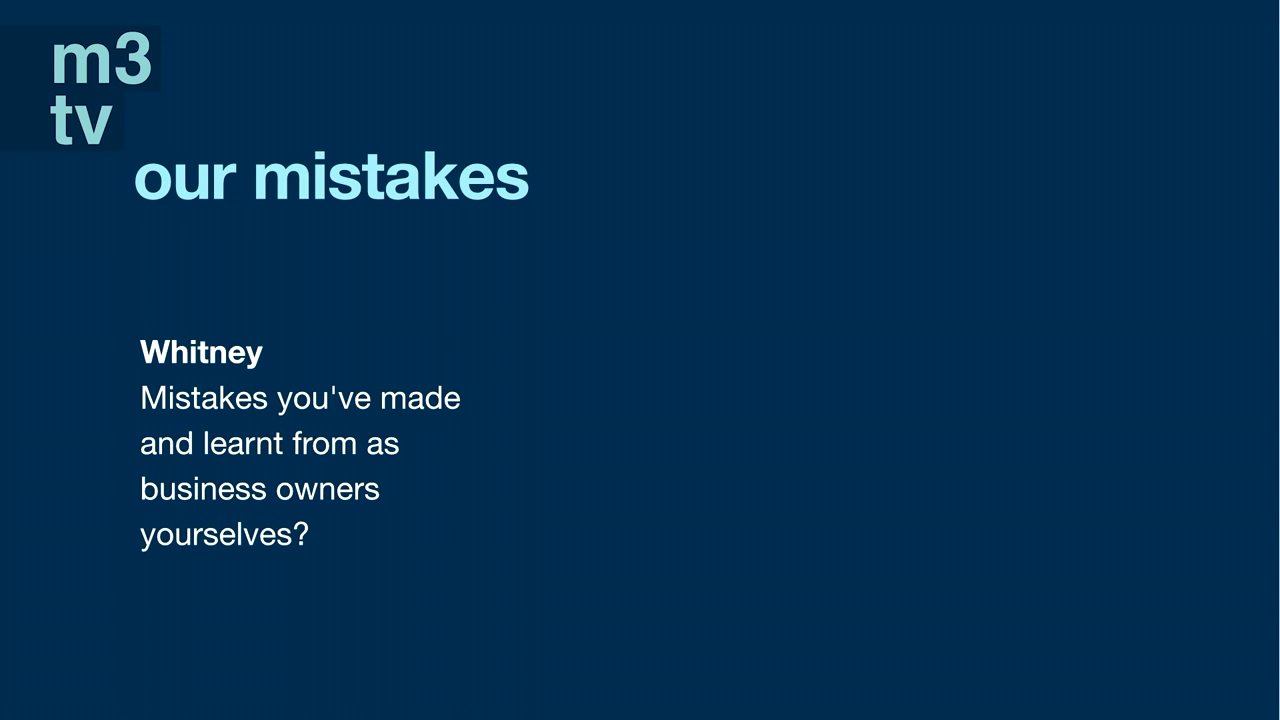 m3
tv
our mistakes
Whitney
Mistakes you've made
and learnt from as
business owners
yourselves?